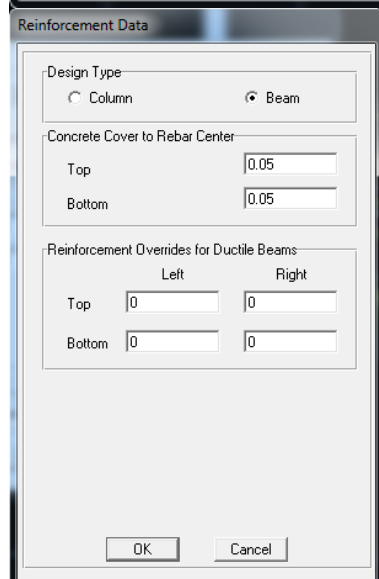 Reinforcement Data
Design Type
Column Beam
Concrete Cover to Rebar Center
Top 0.05
Bottom 0.05
Reinforcement Overrides for Ductile Beams
Left Right
Top 0 0
Bottom 0 0
OK Cancel